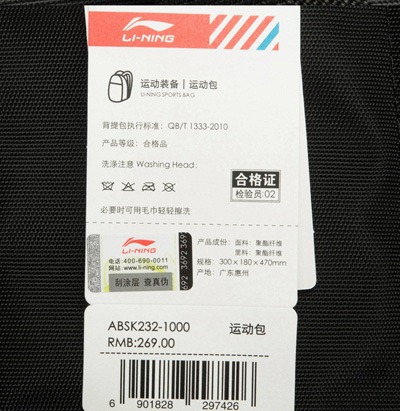 LI-NING
运动装备 | 运动包
LI-NING SPORTS BAG
背提包执行标准： QB/T 1333-2010
产品等级：合格品
洗涤注意 Washing Head:
合格证
检验员:02
必要时可用毛巾轻轻擦洗
LI-NING
电话:400-690-0011
网站:www.li-ning.com
刮涂层 查真伪
3692 3692 3692
产品成份： 面料：聚酯纤维
里料：聚酯纤维
规格：300×180×470mm
产地：广东惠州
ABSK232-1000 运动包
RMB:269.00
6 901828 297426